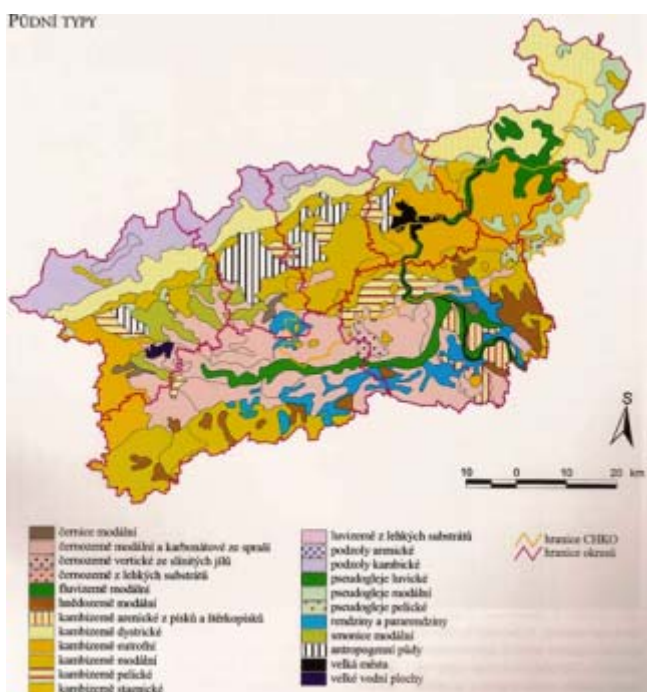 PŮDNÍ TYPY
S
10 0 10 20 km
černice modální
černozemě modální a karbonátové ze spraší
černozemě vertické ze slinitých jílů
černozemě z lehkých substrátů
fluvizemě modální
hnědozemě modální
kambizemě arenické z písků a štěrkopísků
kambizemě dystrické
kambizemě eutrofní
kambizemě modální
kambizemě pelické
kambizemě stagnické
luvizemě z lehkých substrátů
podzoly arenické
podzoly kambické
pseudogleje luvické
pseudogleje modální
pseudogleje pelické
rendziny a pararendziny
smonice modální
antropogenní půdy
velká města
velké vodní plochy
hranice CHKO
hranice okresů